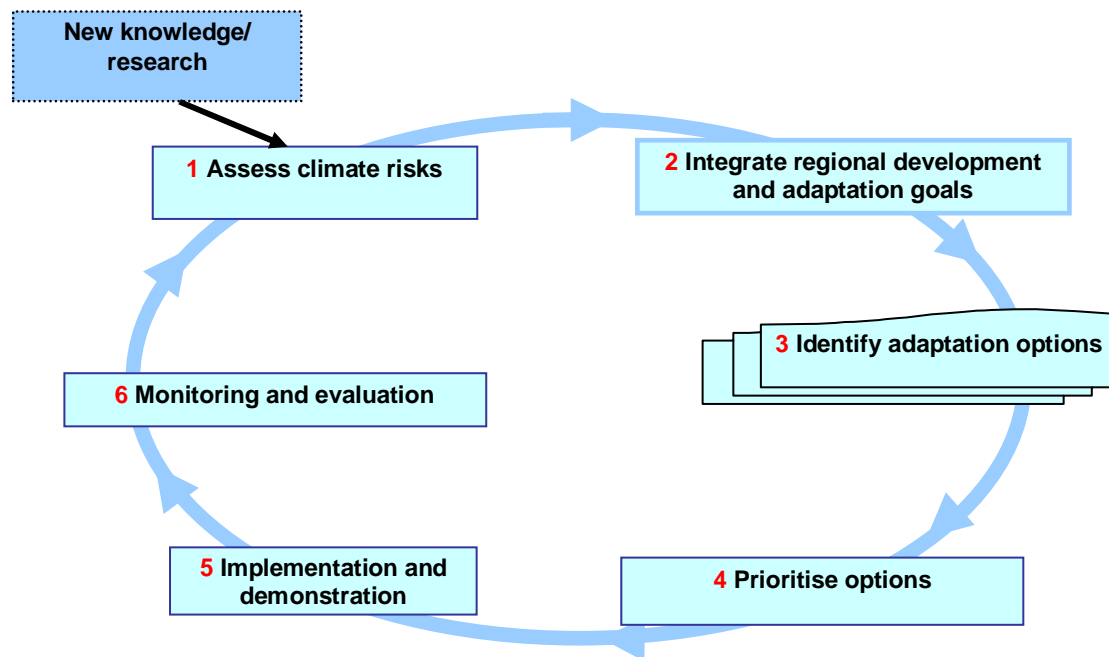 New knowledge/
research
1 Assess climate risks
2 Integrate regional development
and adaptation goals
3 Identify adaptation options
4 Prioritise options
5 Implementation and
demonstration
6 Monitoring and evaluation